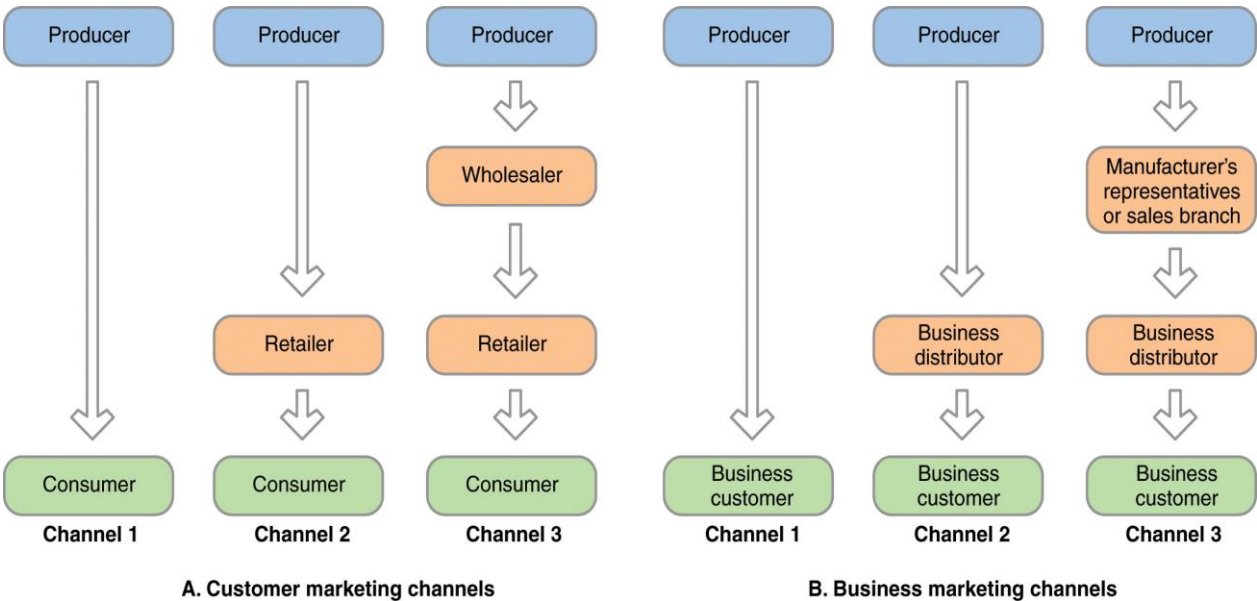 Producer
Producer
Producer
Producer
Producer
Producer
Wholesaler
Manufacturer's
representatives
or sales branch
Retailer
Retailer
Business
distributor
Business
distributor
Consumer
Consumer
Consumer
Business
customer
Business
customer
Business
customer
Channel 1
Channel 2
Channel 3
Channel 1
Channel 2
Channel 3
A. Customer marketing channels
B. Business marketing channels